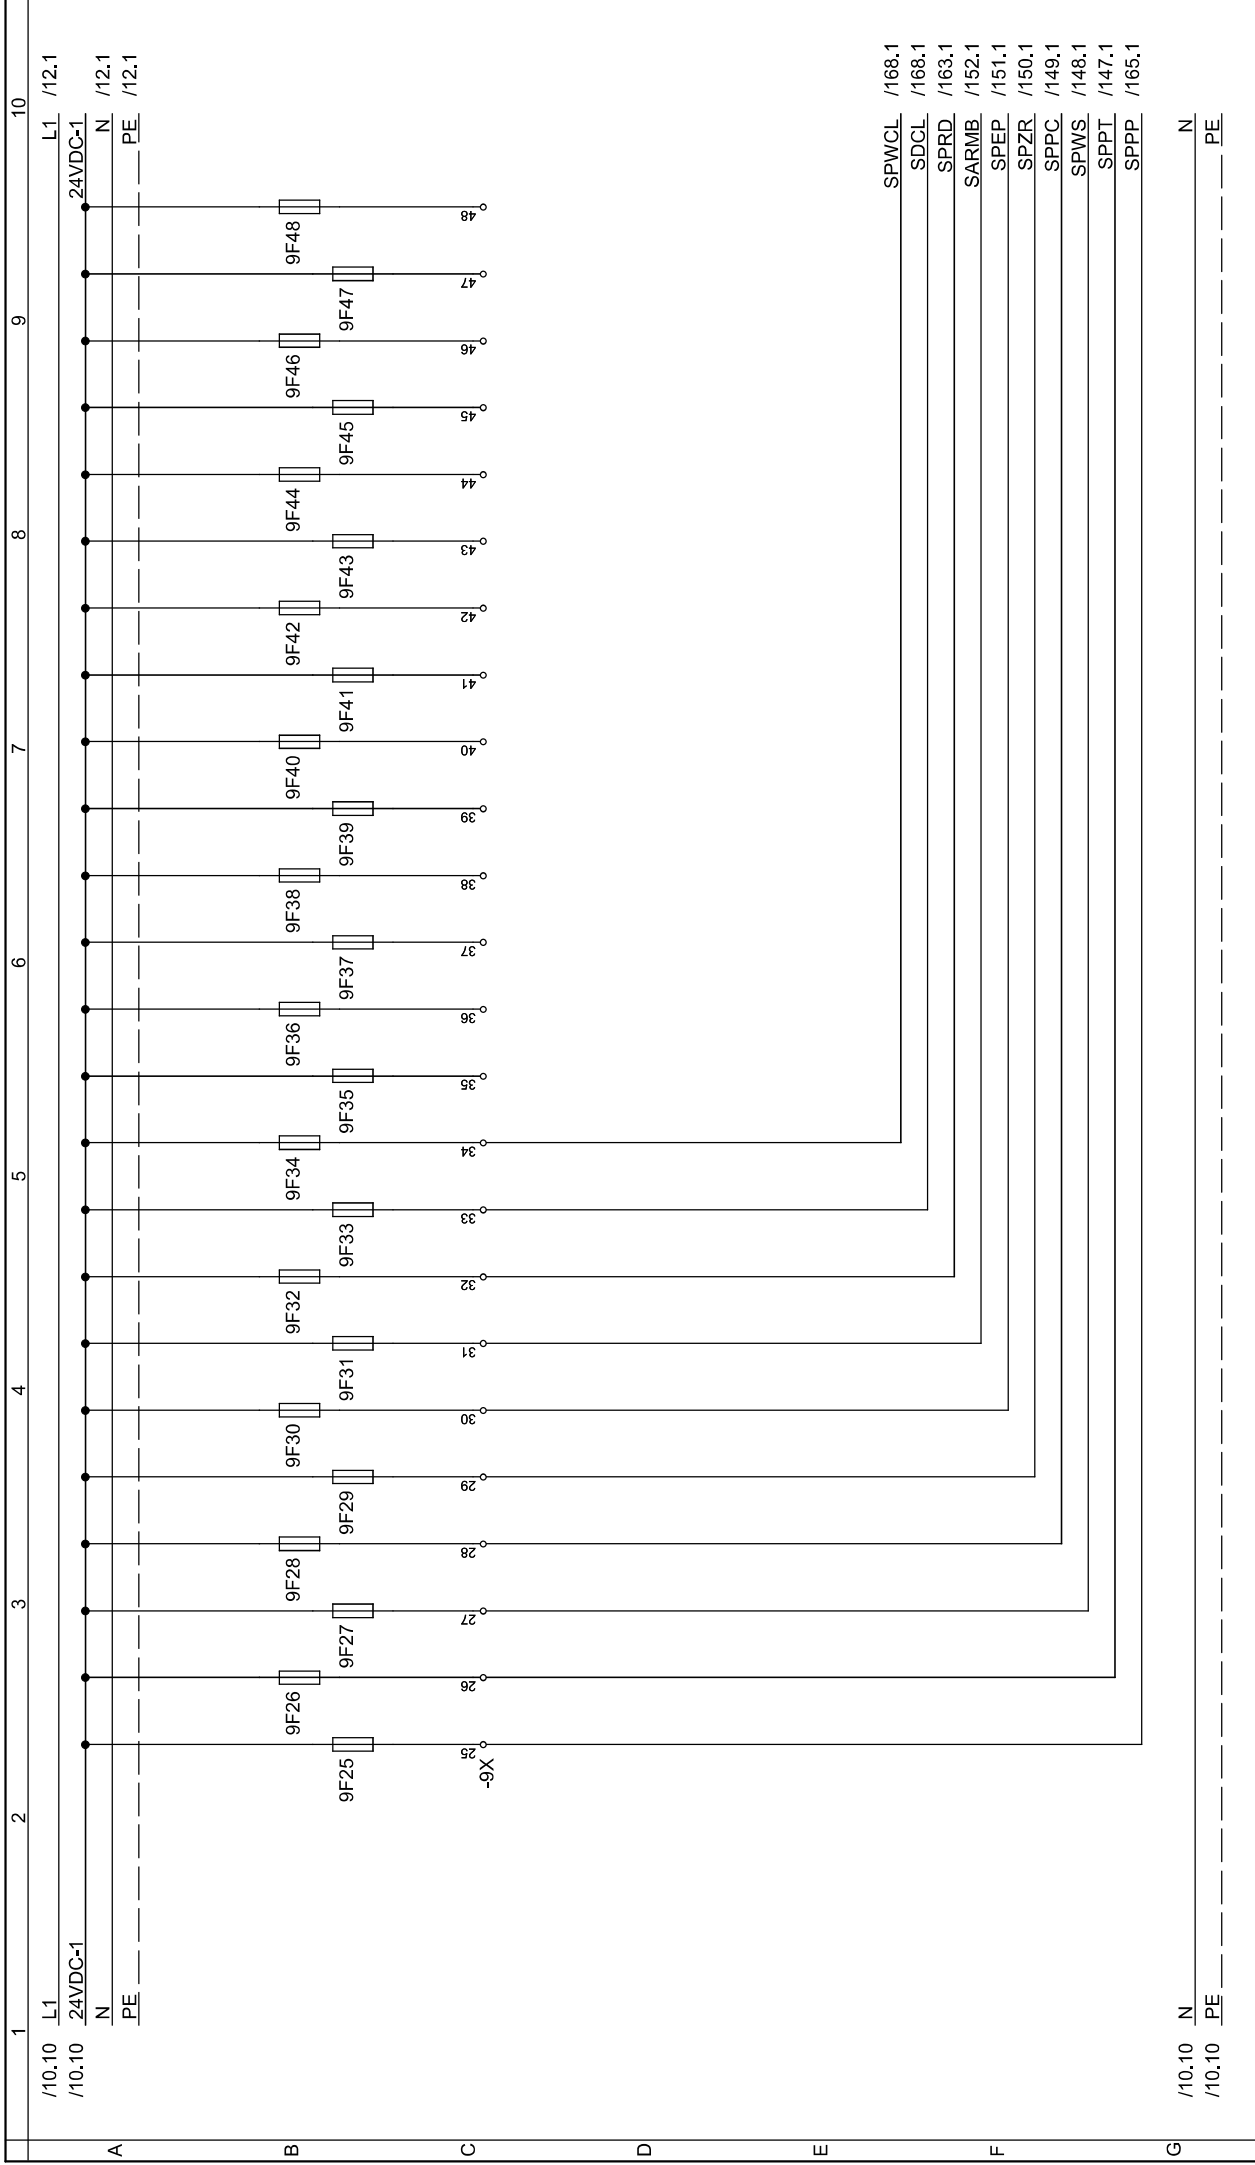 1 2 3 4 5 6 7 8 9 10
/10.10 L1 L1 /12.1
/10.10 24VDC-1 24VDC-1
N N /12.1
PE PE /12.1
A
B
9F26 9F28 9F30 9F32 9F34 9F36 9F38 9F40 9F42 9F44 9F46 9F48
9F25 9F27 9F29 9F31 9F33 9F35 9F37 9F39 9F41 9F43 9F45 9F47
C
25 26 27 28 29 30 31 32 33 34 35 36 37 38 39 40 41 42 43 44 45 46 47 48
-9X
D
E
SPWCL /168.1
SDCL /168.1
SPRD /163.1
SARMB /152.1
F
SPEP /151.1
SPZR /150.1
SPPC /149.1
SPWS /148.1
SPPT /147.1
SPPP /165.1
G
/10.10 N N
/10.10 PE PE